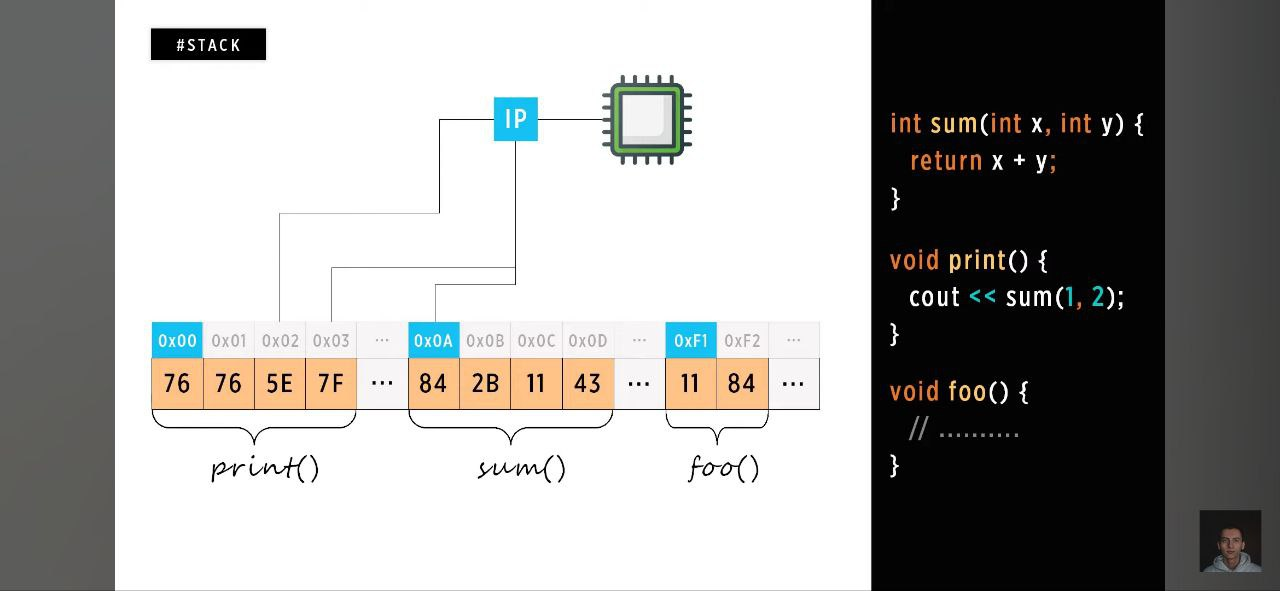 #STACK
IP
0x00 0x01 0x02 0x03 ... 0x0A 0x0B 0x0C 0x0D ... 0xF1 0xF2 ...
76 76 5E 7F ... 84 2B 11 43 ... 11 84 ...
print() sum() foo()
int sum(int x, int y) {
return x + y;
}
void print() {
cout << sum(1, 2);
}
void foo() {
// ..........
}